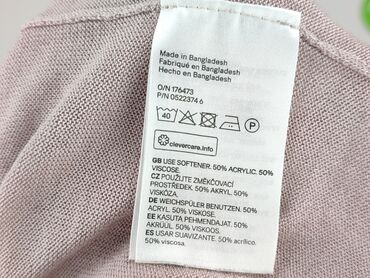 Made in Bangladesh
Fabriqué en Bangladesh
Hecho en Bangladesh
O/N 176473
P/N 0522374 6
40
P
clevercare.info
GB USE SOFTENER. 50% ACRYLIC. 50%
VISCOSE.
CZ POUŽIJTE ZMĚKČOVACÍ
PROSTŘEDEK. 50% AKRYL. 50%
VISKÓZA.
DE WEICHSPÜLER BENUTZEN. 50%
ACRYL. 50% VISKOSE.
EE KASUTA PEHMENDAJAT. 50%
AKRÜÜL. 50% VISKOOS.
ES USAR SUAVIZANTE. 50% acrílico.
50% viscosa.